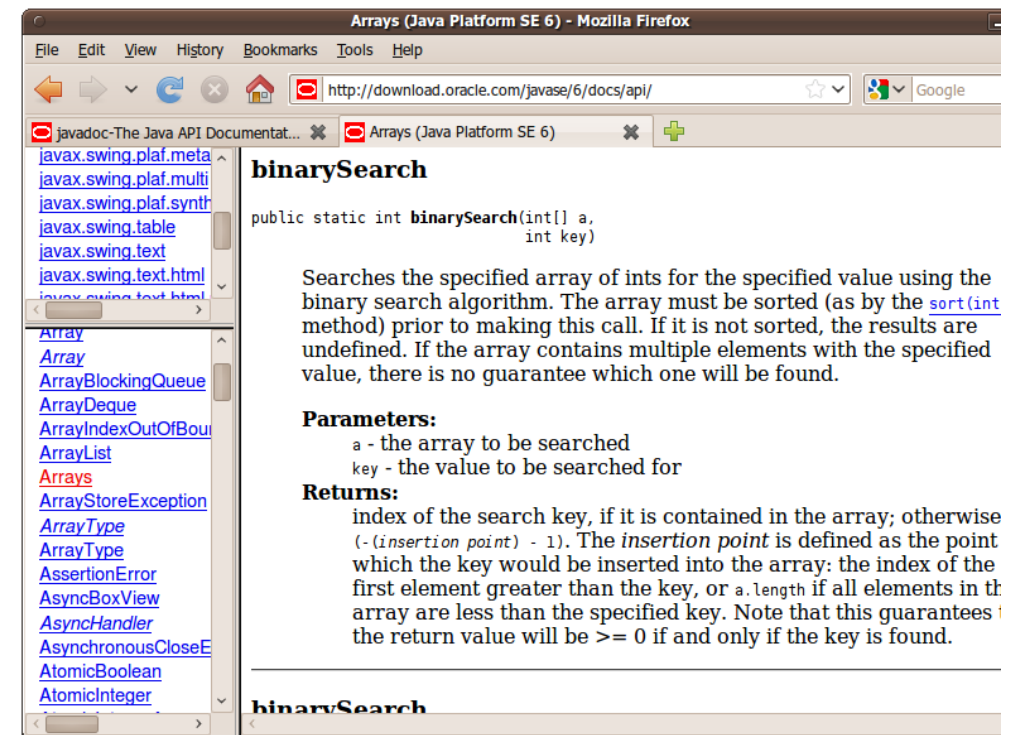 Arrays (Java Platform SE 6) - Mozilla Firefox
File Edit View History Bookmarks Tools Help
http://download.oracle.com/javase/6/docs/api/ Google
javadoc-The Java API Documentat... Arrays (Java Platform SE 6)
javax.swing.plaf.meta
javax.swing.plaf.multi
javax.swing.plaf.synth
javax.swing.table
javax.swing.text
javax.swing.text.html
javax.swing.text.html
Array
Array
ArrayBlockingQueue
ArrayDeque
ArrayIndexOutOfBou
ArrayList
Arrays
ArrayStoreException
ArrayType
ArrayType
AssertionError
AsyncBoxView
AsyncHandler
AsynchronousCloseE
AtomicBoolean
AtomicInteger
binarySearch
public static int binarySearch(int[] a,
int key)
Searches the specified array of ints for the specified value using the
binary search algorithm. The array must be sorted (as by the sort(int
method) prior to making this call. If it is not sorted, the results are
undefined. If the array contains multiple elements with the specified
value, there is no guarantee which one will be found.
Parameters:
a - the array to be searched
key - the value to be searched for
Returns:
index of the search key, if it is contained in the array; otherwise
(-(insertion point) - 1). The insertion point is defined as the point
which the key would be inserted into the array: the index of the
first element greater than the key, or a.length if all elements in th
array are less than the specified key. Note that this guarantees
the return value will be >= 0 if and only if the key is found.
binarySearch